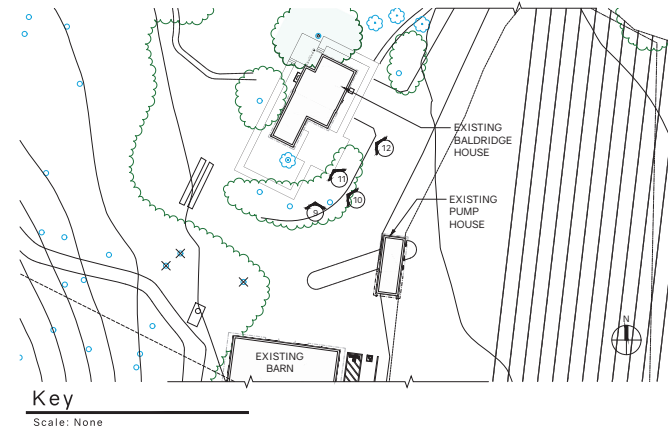 12
EXISTING
BALDRIDGE
HOUSE
11
10
9
EXISTING
PUMP
HOUSE
N
EXISTING
BARN
Key
Scale: None